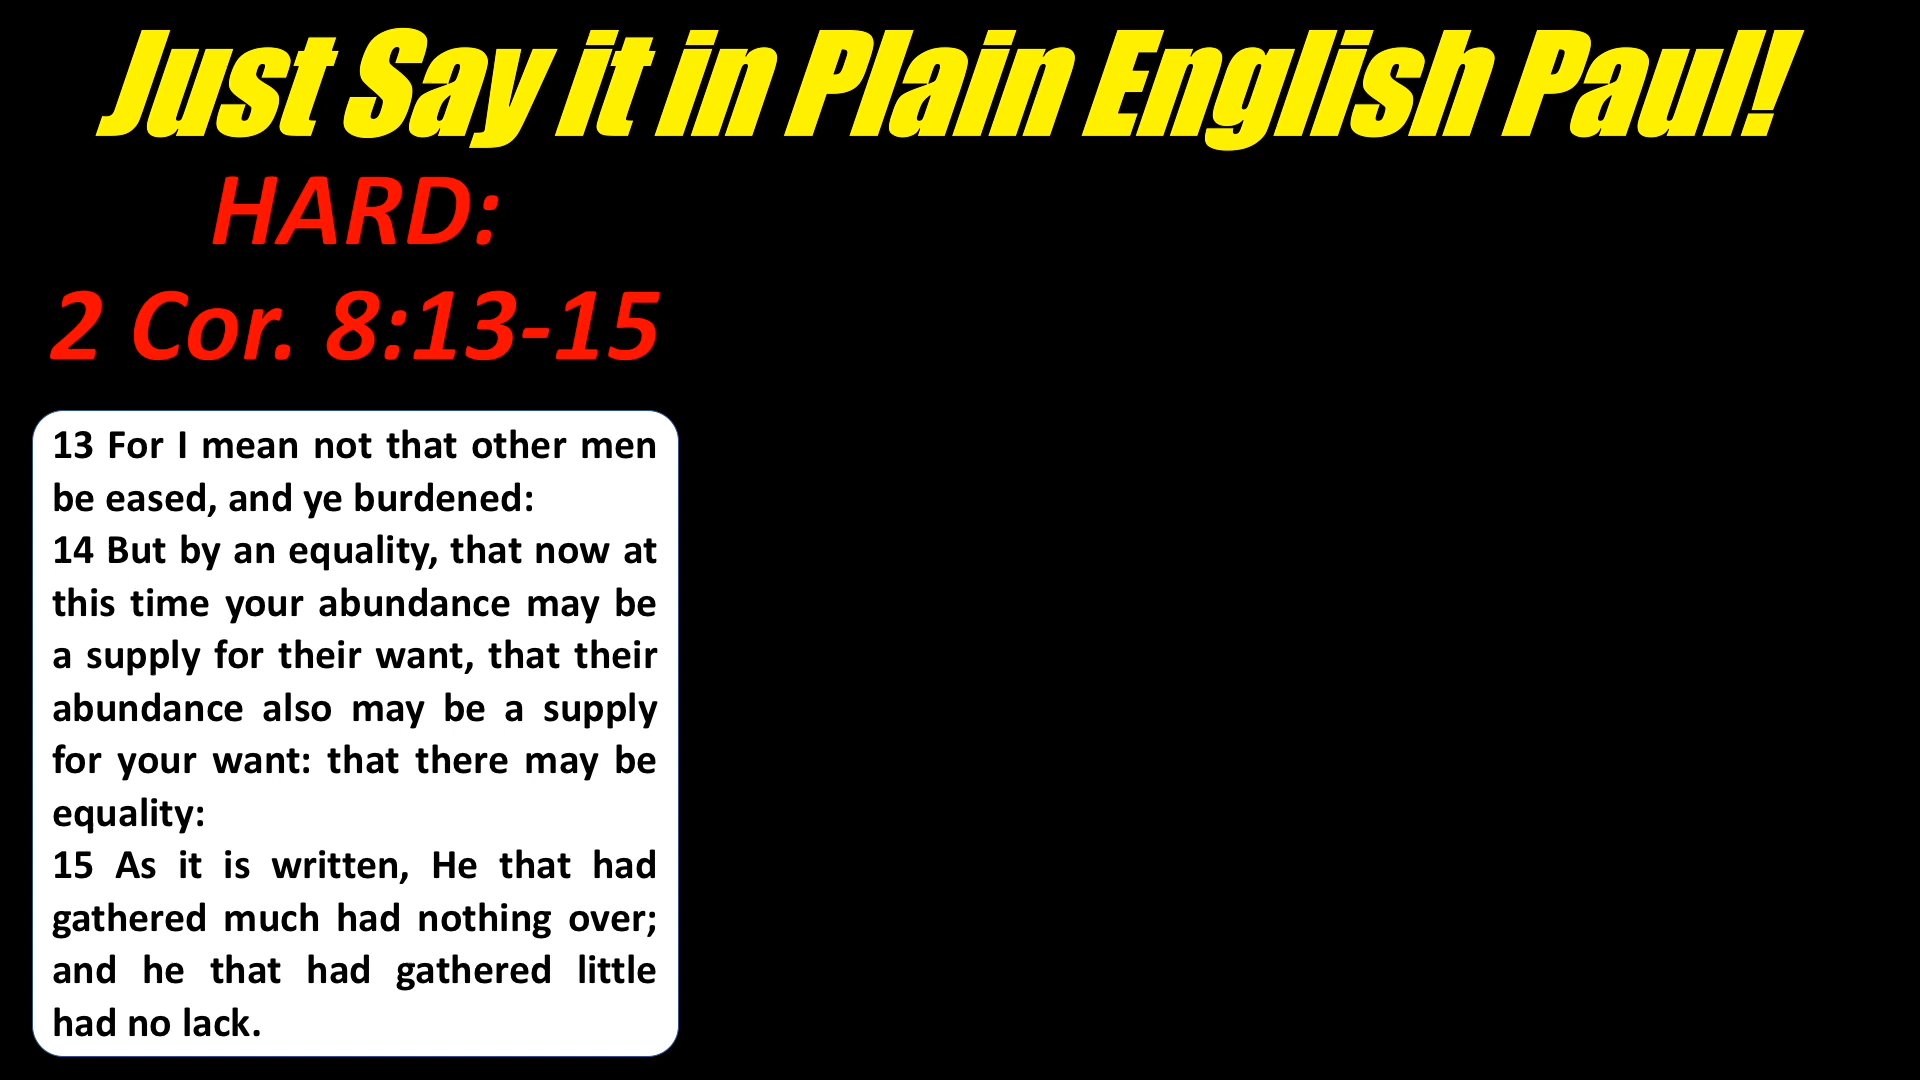 Just Say it in Plain English Paul!
HARD:
2 Cor. 8:13-15
13 For I mean not that other men
be eased, and ye burdened:
14 But by an equality, that now at
this time your abundance may be
a supply for their want, that their
abundance also may be a supply
for your want: that there may be
equality:
15 As it is written, He that had
gathered much had nothing over;
and he that had gathered little
had no lack.